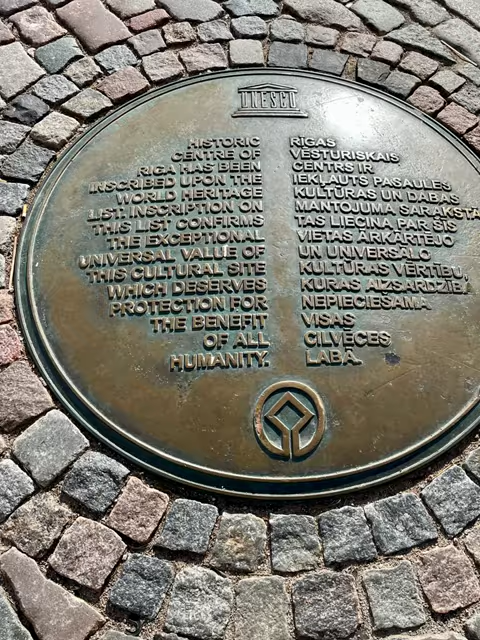 UNESCO
HISTORIC
CENTRE OF
RIGA HAS BEEN
INSCRIBED UPON THE
WORLD HERITAGE
LIST. INSCRIPTION ON
THIS LIST CONFIRMS
THE EXCEPTIONAL
UNIVERSAL VALUE OF
THIS CULTURAL SITE
WHICH DESERVES
PROTECTION FOR
THE BENEFIT
OF ALL
HUMANITY.
RĪGAS
VĒSTURISKAIS
CENTRS IR
IEKĻAUTS PASAULES
KULTŪRAS UN DABAS
MANTOJUMA SARAKSTĀ
TAS LIECINA PAR ŠĪS
VIETAS ĀRKĀRTĒJO
UN UNIVERSĀLO
KULTŪRAS VĒRTĪBU,
KURAS AIZSARDZĪBA
NEPIECIEŠAMA
VISAS
CILVĒCES
LABĀ.